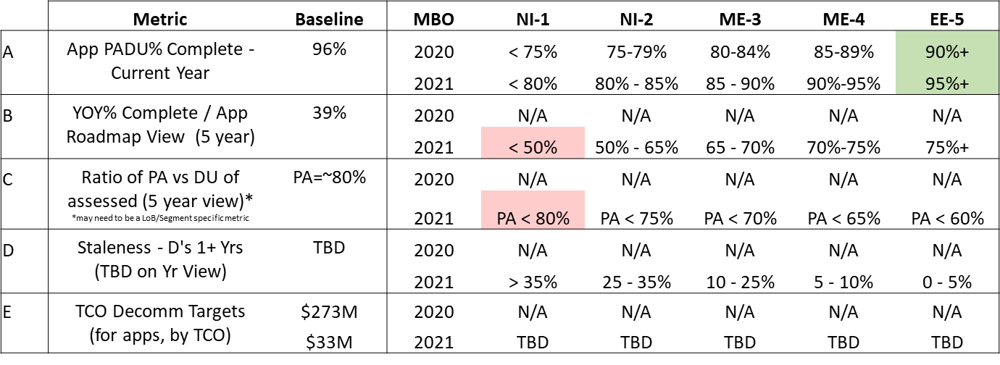 Metric Baseline MBO NI-1 NI-2 ME-3 ME-4 EE-5
A App PADU% Complete - 96% 2020 < 75% 75-79% 80-84% 85-89% 90%+
Current Year 2021 < 80% 80% - 85% 85 - 90% 90%-95% 95%+
B YOY% Complete / App 39% 2020 N/A N/A N/A N/A N/A
Roadmap View (5 year) 2021 < 50% 50% - 65% 65 - 70% 70%-75% 75%+
C Ratio of PA vs DU of PA=~80% 2020 N/A N/A N/A N/A N/A
assessed (5 year view)*
*may need to be a LoB/Segment specific metric 2021 PA < 80% PA < 75% PA < 70% PA < 65% PA < 60%
D Staleness - D's 1+ Yrs TBD 2020 N/A N/A N/A N/A N/A
(TBD on Yr View) 2021 > 35% 25 - 35% 10 - 25% 5 - 10% 0 - 5%
E TCO Decomm Targets $273M 2020 N/A N/A N/A N/A N/A
(for apps, by TCO) $33M 2021 TBD TBD TBD TBD TBD